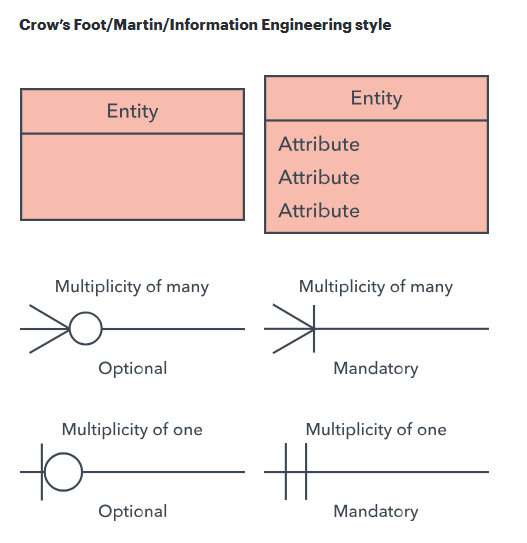 Crow's Foot/Martin/Information Engineering style
Entity
Entity
Attribute
Attribute
Attribute
Multiplicity of many
Multiplicity of many
Optional
Mandatory
Multiplicity of one
Multiplicity of one
Optional
Mandatory